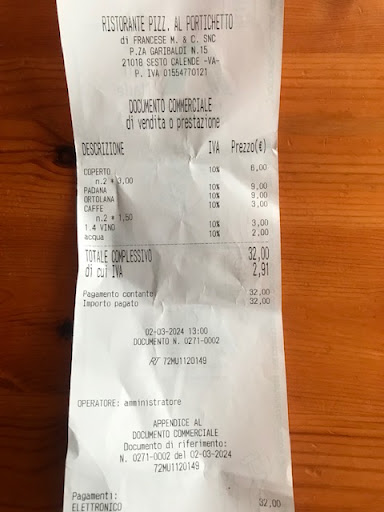 RISTORANTE PIZZ. AL PORTICHETTO
di FRANCESE M. & C. SNC
P.ZA GARIBALDI N.15
21018 SESTO CALENDE -VA-
P. IVA 01554770121
DOCUMENTO COMMERCIALE
di vendita o prestazione
DESCRIZIONE IVA Prezzo(€)
COPERTO 10% 6,00
n.2 * 3,00
PADANA 10% 9,00
ORTOLANA 10% 9,00
CAFFE 10% 3,00
n.2 * 1,50
1.4 VINO 10% 3,00
acqua 10% 2,00
TOTALE COMPLESSIVO 32,00
di cui IVA 2,91
Pagamento contante 32,00
Importo pagato 32,00
02-03-2024 13:00
DOCUMENTO N. 0271-0002
RT 72MU1120149
OPERATORE: amministratore
APPENDICE AL
DOCUMENTO COMMERCIALE
Documento di riferimento:
N. 0271-0002 del 02-03-2024
72MU1120149
Pagamenti:
ELETTRONICO 32,00